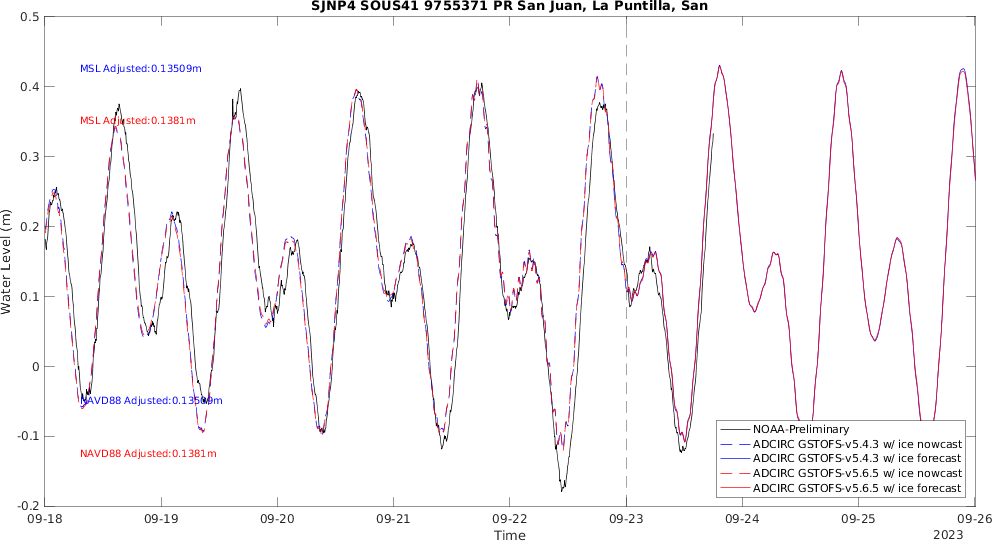 SJNP4 SOUS41 9755371 PR San Juan, La Puntilla, San
0.5
0.4
0.3
0.2
0.1
0
-0.1
-0.2
Water Level (m)
MSL Adjusted:0.13509m
MSL Adjusted:0.1381m
NAVD88 Adjusted:0.13509m
NAVD88 Adjusted:0.1381m
NOAA-Preliminary
ADCIRC GSTOFS-v5.4.3 w/ ice nowcast
ADCIRC GSTOFS-v5.4.3 w/ ice forecast
ADCIRC GSTOFS-v5.6.5 w/ ice nowcast
ADCIRC GSTOFS-v5.6.5 w/ ice forecast
09-18 09-19 09-20 09-21 09-22 09-23 09-24 09-25 09-26
Time
2023